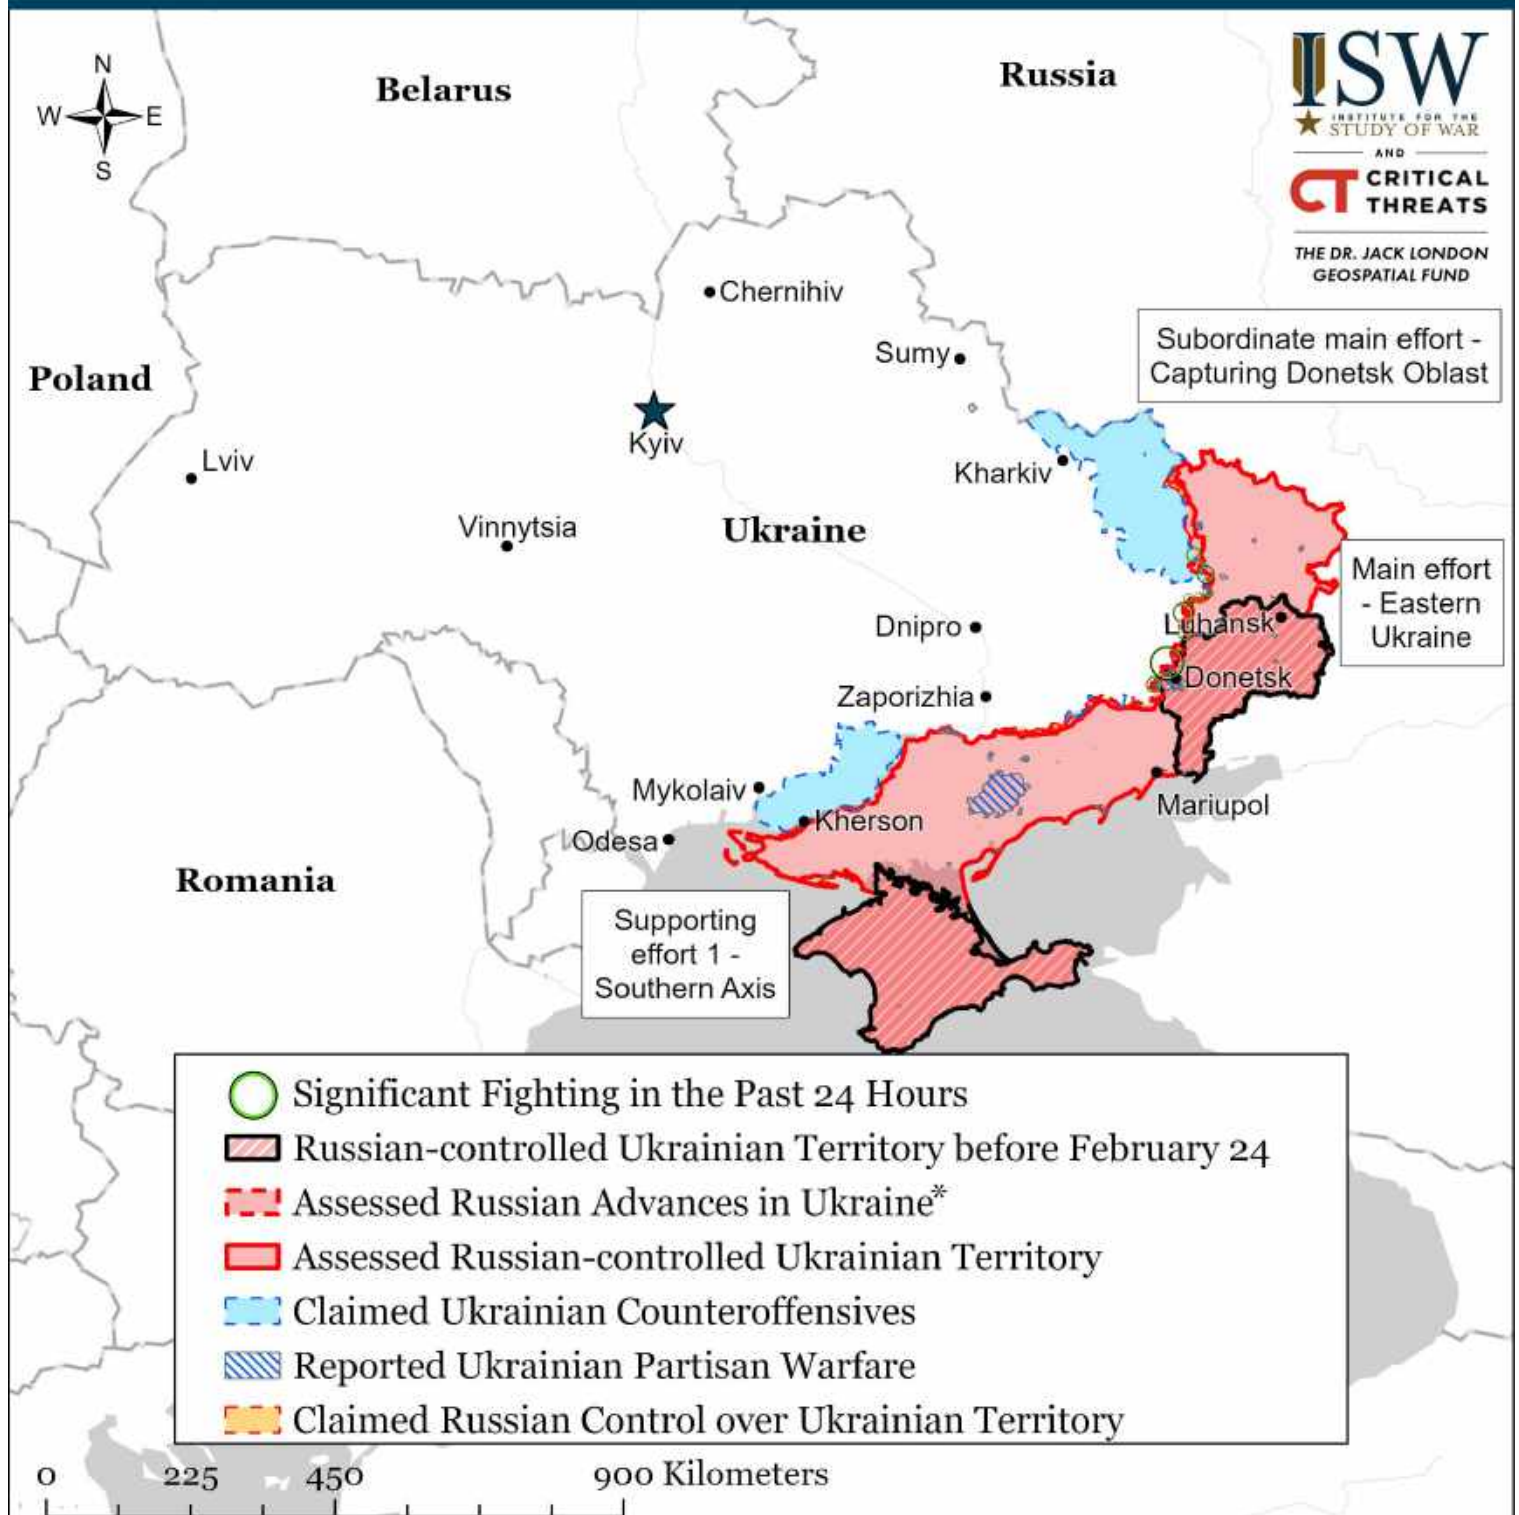 N
W E
S
Belarus
Russia
ISW
INSTITUTE FOR THE
STUDY OF WAR
AND
CT CRITICAL
THREATS
THE DR. JACK LONDON
GEOSPATIAL FUND
Chernihiv
Subordinate main effort -
Capturing Donetsk Oblast
Sumy
Poland
Kyiv
Lviv
Kharkiv
Vinnytsia
Ukraine
Main effort
- Eastern
Ukraine
Dnipro
Luhansk
Donetsk
Zaporizhia
Mykolaiv
Mariupol
Kherson
Odesa
Romania
Supporting
effort 1 -
Southern Axis
Significant Fighting in the Past 24 Hours
Russian-controlled Ukrainian Territory before February 24
Assessed Russian Advances in Ukraine*
Assessed Russian-controlled Ukrainian Territory
Claimed Ukrainian Counteroffensives
Reported Ukrainian Partisan Warfare
Claimed Russian Control over Ukrainian Territory
0 225 450 900 Kilometers